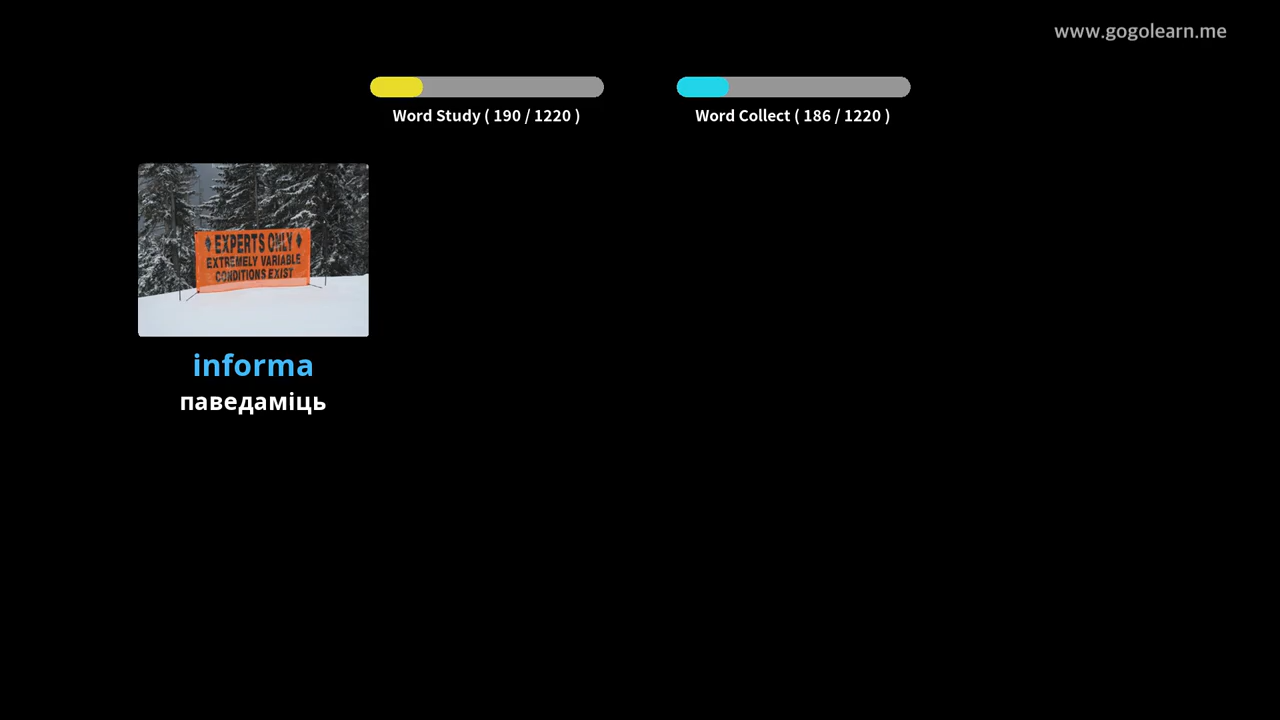 www.gogolearn.me
Word Study ( 190 / 1220 )
Word Collect ( 186 / 1220 )
EXPERTS ONLY
EXTREMELY VARIABLE
CONDITIONS EXIST
informa
паведаміць